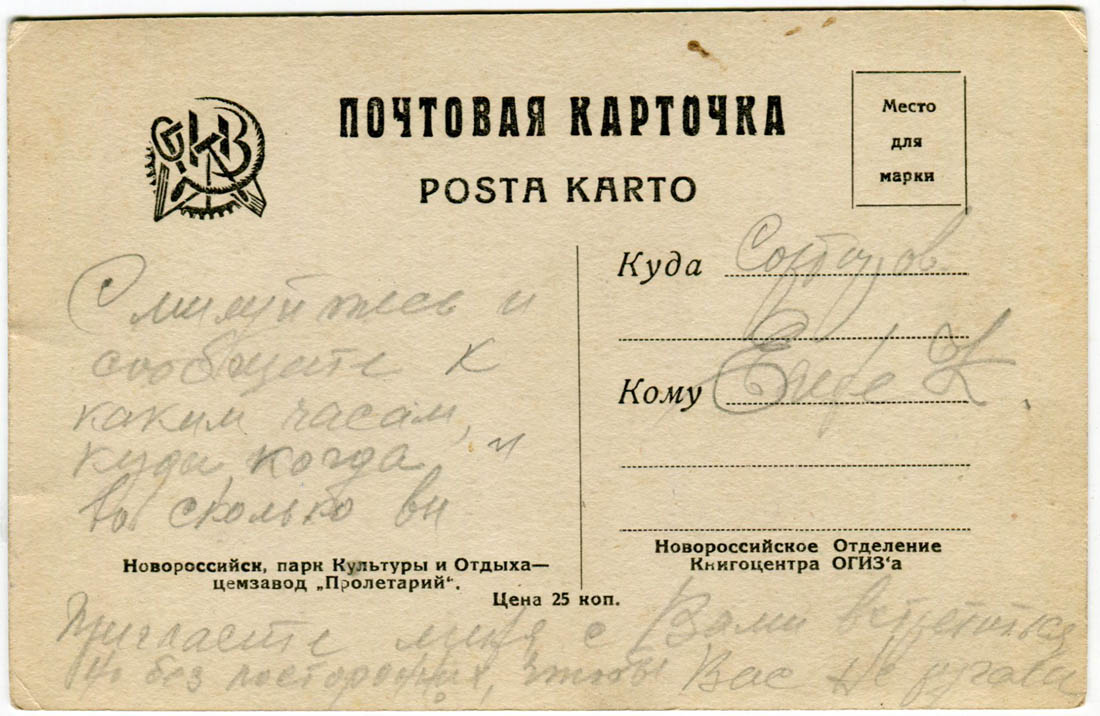 ПОЧТОВАЯ КАРТОЧКА
POSTA KARTO
Место
для
марки
Куда
Кому
Смилуйтесь и
сообщите к
каким часам,
куда когда и
во сколько вы
Новороссийск, парк Культуры и Отдыха—
цемзавод „Пролетарий“.
Цена 25 коп.
Новороссийское Отделение
Книгоцентра ОГИЗ'а
Пригласите меня с Вами встретиться
но без посторонних, чтобы Вас не